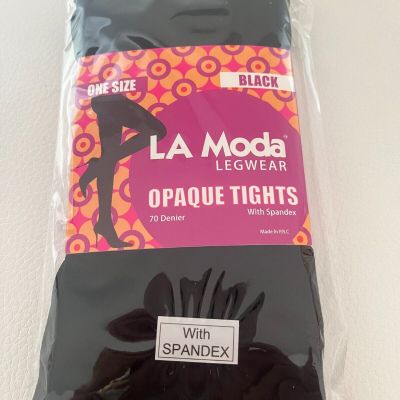 ONE SIZE
BLACK
LA Moda®
LEGWEAR
OPAQUE TIGHTS
70 Denier
With Spandex
Made In P.R.C
With
SPANDEX